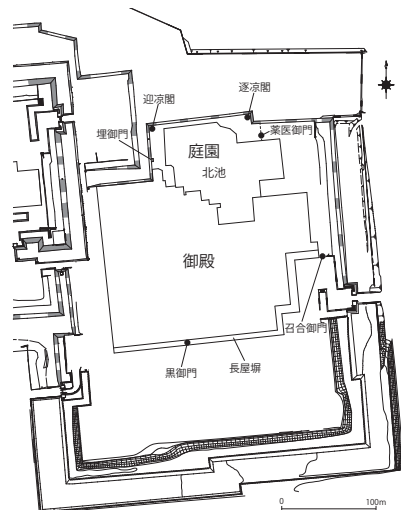 逐涼閣
迎涼閣
薬医御門
埋御門
庭園
北池
御殿
召合御門
長屋塀
黒御門
0
100m